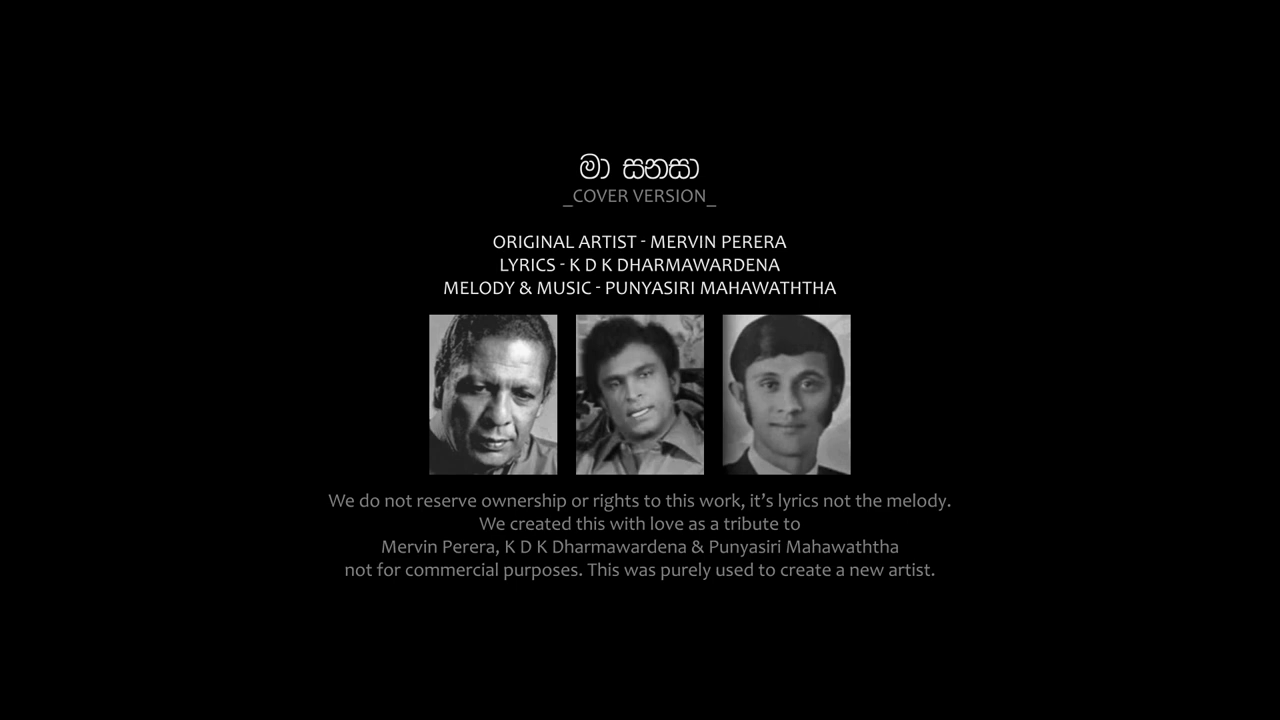 මා සනසා
_COVER VERSION_
ORIGINAL ARTIST - MERVIN PERERA
LYRICS - K D K DHARMAWARDENA
MELODY & MUSIC - PUNYASIRI MAHAWATHTHA
We do not reserve ownership or rights to this work, it’s lyrics not the melody.
We created this with love as a tribute to
Mervin Perera, K D K Dharmawardena & Punyasiri Mahawaththa
not for commercial purposes. This was purely used to create a new artist.